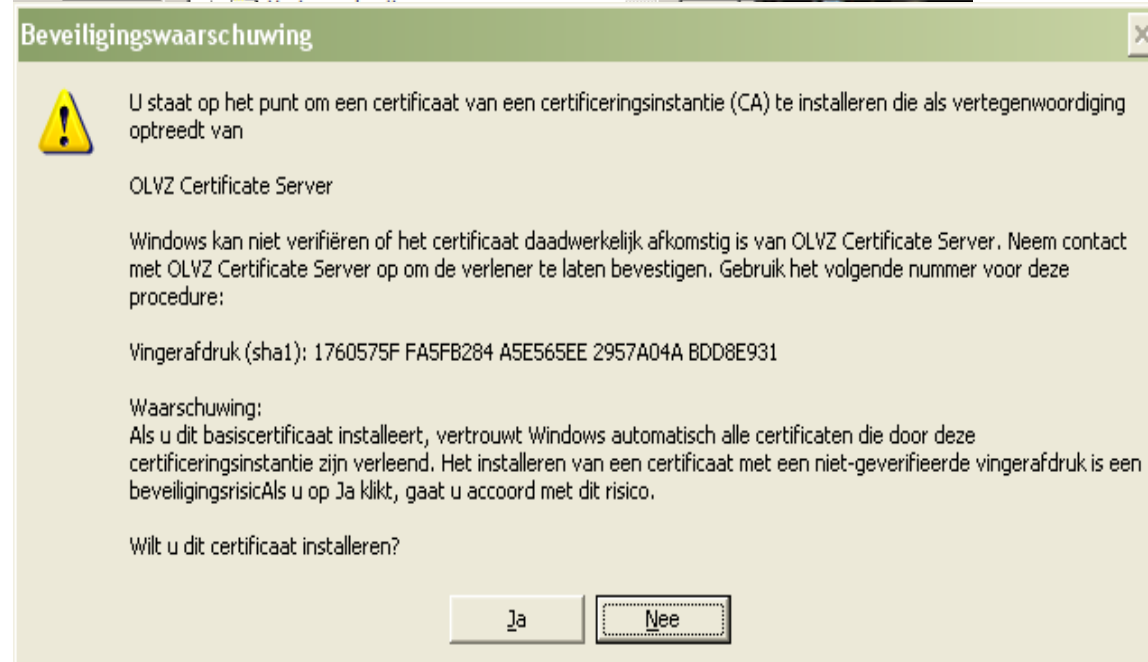 Beveiligingswaarschuwing
U staat op het punt om een certificaat van een certificeringsinstantie (CA) te installeren die als vertegenwoordiging
optreedt van
OLVZ Certificate Server
Windows kan niet verifiëren of het certificaat daadwerkelijk afkomstig is van OLVZ Certificate Server. Neem contact
met OLVZ Certificate Server op om de verlener te laten bevestigen. Gebruik het volgende nummer voor deze
procedure:
Vingerafdruk (sha1): 1760575F FA5FB284 A5E565EE 2957A04A BDD8E931
Waarschuwing:
Als u dit basiscertificaat installeert, vertrouwt Windows automatisch alle certificaten die door deze
certificeringsinstantie zijn verleend. Het installeren van een certificaat met een niet-geverifieerde vingerafdruk is een
beveiligingsrisicAls u op Ja klikt, gaat u accoord met dit risico.
Wilt u dit certificaat installeren?
Ja
Nee